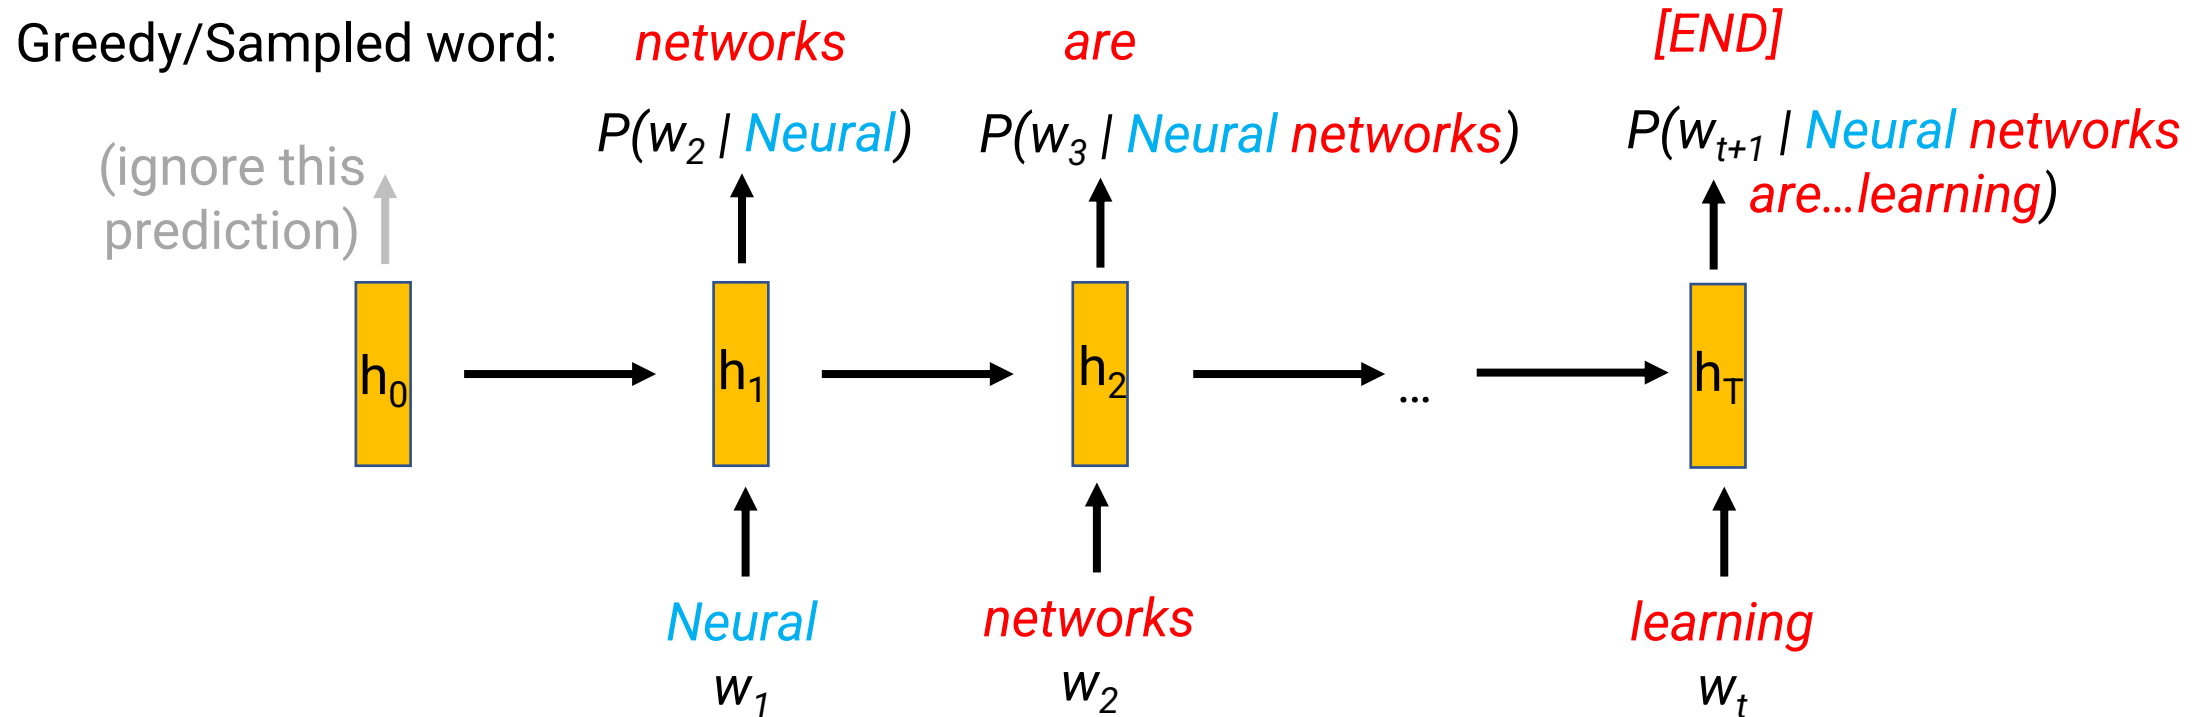 Greedy/Sampled word: networks are [END]
P(w₂ | Neural) P(w₃ | Neural networks) P(wₜ₊₁ | Neural networks
are...learning)
(ignore this
prediction)
h₀ h₁ h₂ ... h_T
Neural networks learning
w₁ w₂ wₜ